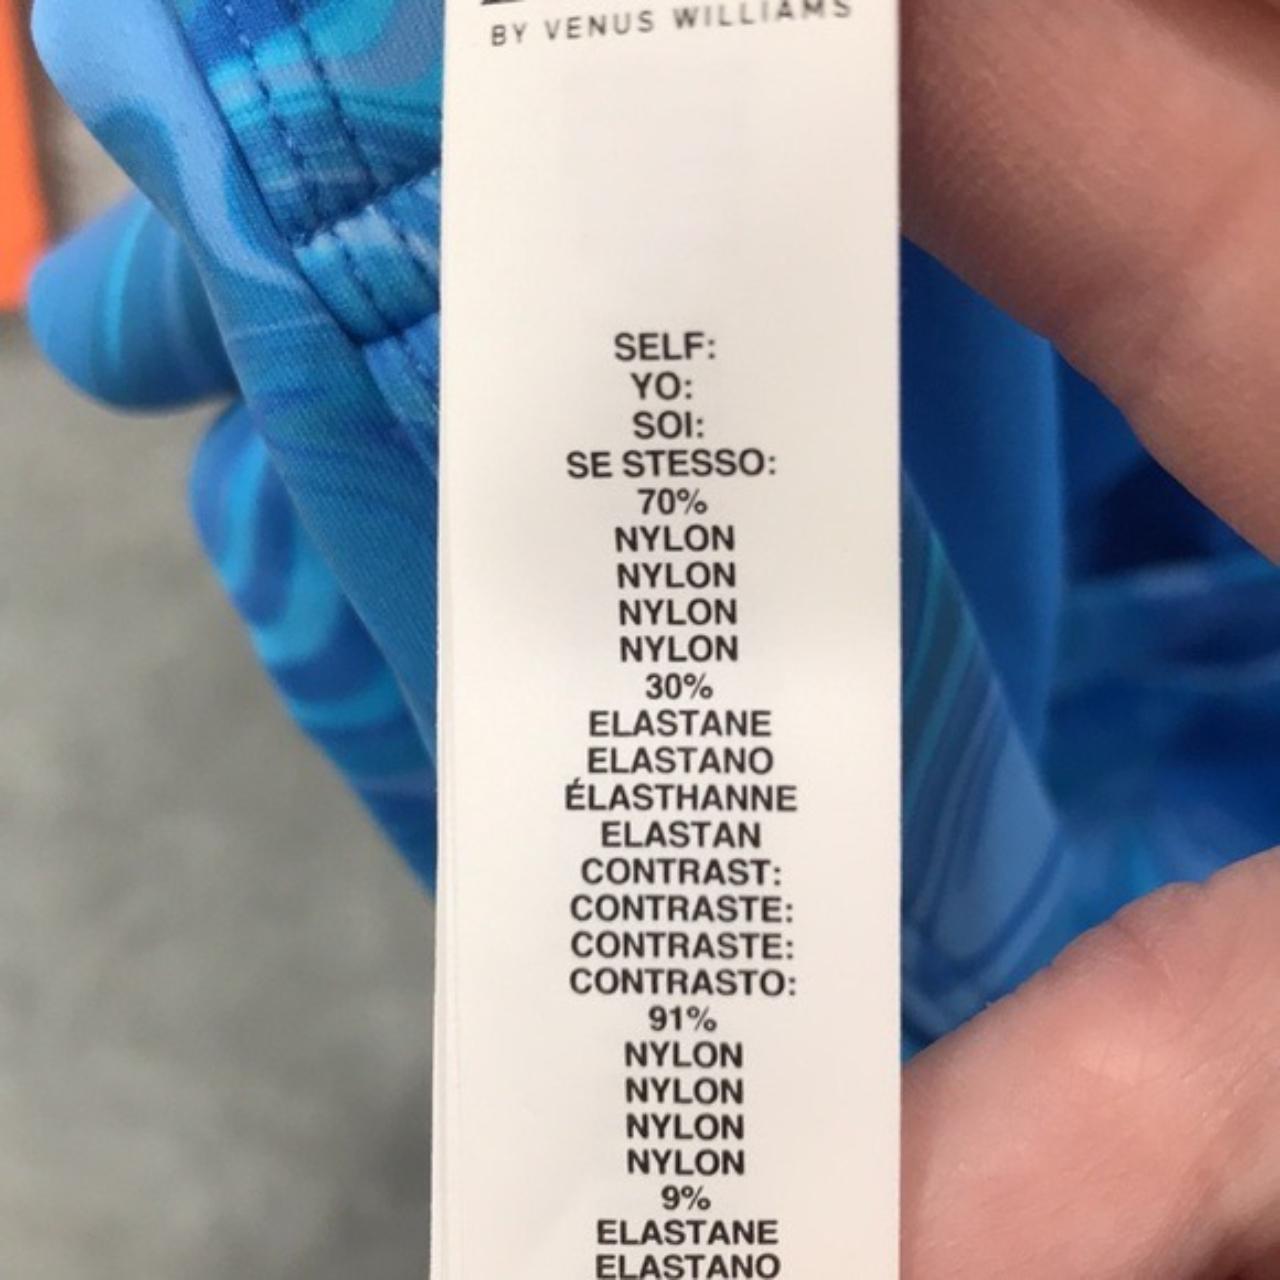 BY VENUS WILLIAMS
SELF:
YO:
SOI:
SE STESSO:
70%
NYLON
NYLON
NYLON
NYLON
30%
ELASTANE
ELASTANO
ÉLASTHANNE
ELASTAN
CONTRAST:
CONTRASTE:
CONTRASTE:
CONTRASTO:
91%
NYLON
NYLON
NYLON
NYLON
9%
ELASTANE
ELASTANO